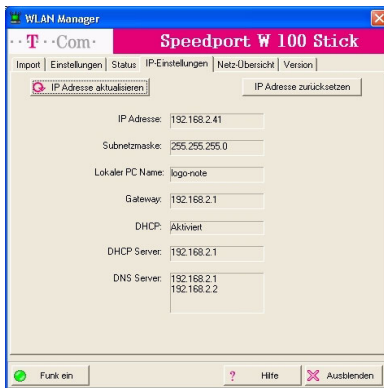 WLAN Manager
··T··Com· Speedport W 100 Stick
Import Einstellungen Status IP-Einstellungen Netz-Übersicht Version
IP Adresse aktualisieren IP Adresse zurücksetzen
IP Adresse: 192.168.2.41
Subnetzmaske: 255.255.255.0
Lokaler PC Name: logo-note
Gateway: 192.168.2.1
DHCP: Aktiviert
DHCP Server: 192.168.2.1
DNS Server: 192.168.2.1
192.168.2.2
Funk ein ? Hilfe Ausblenden